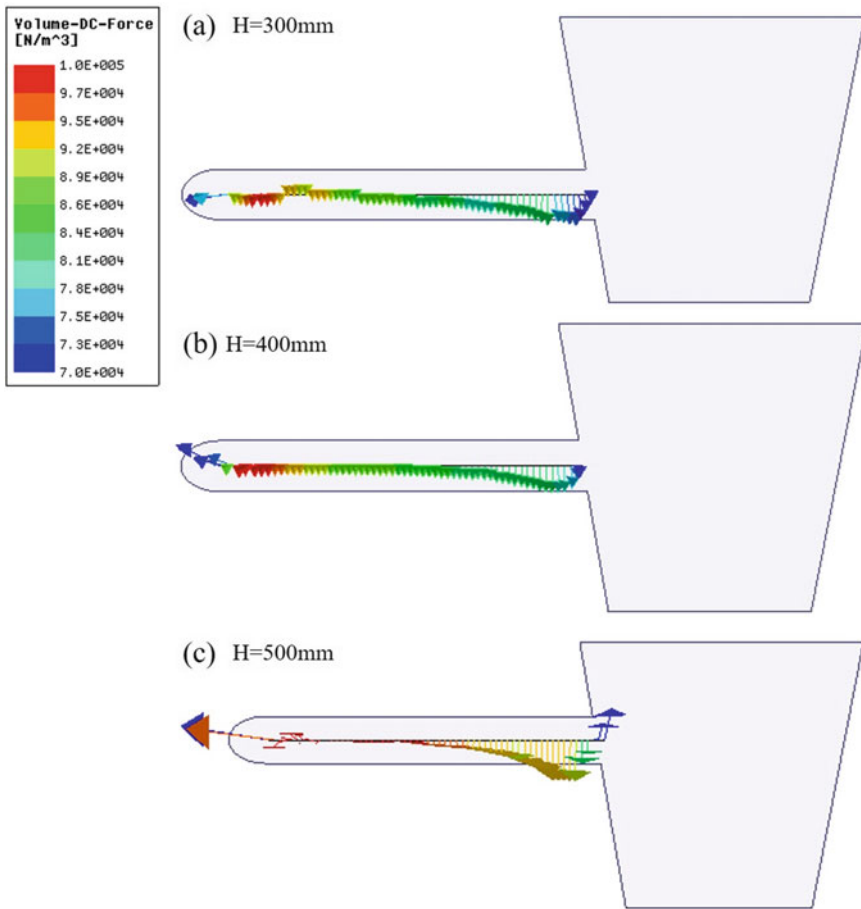 Volume-DC-Force
[N/m^3]
1.0E+005
9.7E+004
9.5E+004
9.2E+004
8.9E+004
8.6E+004
8.4E+004
8.1E+004
7.8E+004
7.5E+004
7.3E+004
7.0E+004
(a) H=300mm
(b) H=400mm
(c) H=500mm